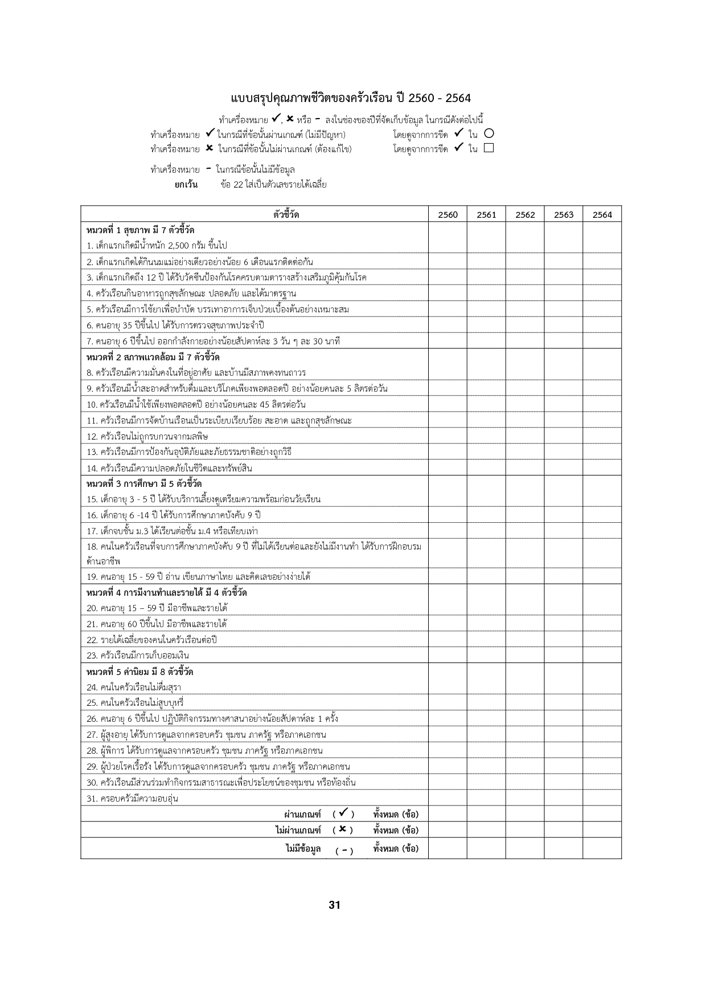 แบบสรุปคุณภาพชีวิตของครัวเรือน ปี 2560 - 2564
ทำเครื่องหมาย ✓, ✗ หรือ - ลงในช่องของปีที่จัดเก็บข้อมูล ในกรณีดังต่อไปนี้
ทำเครื่องหมาย ✓ ในกรณีที่ข้อนั้นผ่านเกณฑ์ (ไม่มีปัญหา) โดยดูจากการขีด ✓ ใน ○
ทำเครื่องหมาย ✗ ในกรณีที่ข้อนั้นไม่ผ่านเกณฑ์ (ต้องแก้ไข) โดยดูจากการขีด ✓ ใน □
ทำเครื่องหมาย - ในกรณีข้อนั้นไม่มีข้อมูล
ยกเว้น ข้อ 22 ใส่เป็นตัวเลขรายได้เฉลี่ย
ตัวชี้วัด 2560 2561 2562 2563 2564
หมวดที่ 1 สุขภาพ มี 7 ตัวชี้วัด
1. เด็กแรกเกิดมีน้ำหนัก 2,500 กรัม ขึ้นไป
2. เด็กแรกเกิดได้กินนมแม่อย่างเดียวอย่างน้อย 6 เดือนแรกติดต่อกัน
3. เด็กแรกเกิดถึง 12 ปี ได้รับวัคซีนป้องกันโรคครบตามตารางสร้างเสริมภูมิคุ้มกันโรค
4. ครัวเรือนกินอาหารถูกสุขลักษณะ ปลอดภัย และได้มาตรฐาน
5. ครัวเรือนมีการใช้ยาเพื่อบำบัด บรรเทาอาการเจ็บป่วยเบื้องต้นอย่างเหมาะสม
6. คนอายุ 35 ปีขึ้นไป ได้รับการตรวจสุขภาพประจำปี
7. คนอายุ 6 ปีขึ้นไป ออกกำลังกายอย่างน้อยสัปดาห์ละ 3 วัน ๆ ละ 30 นาที
หมวดที่ 2 สภาพแวดล้อม มี 7 ตัวชี้วัด
8. ครัวเรือนมีความมั่นคงในที่อยู่อาศัย และบ้านมีสภาพคงทนถาวร
9. ครัวเรือนมีน้ำสะอาดสำหรับดื่มและบริโภคเพียงพอตลอดปี อย่างน้อยคนละ 5 ลิตรต่อวัน
10. ครัวเรือนมีน้ำใช้เพียงพอตลอดปี อย่างน้อยคนละ 45 ลิตรต่อวัน
11. ครัวเรือนมีการจัดบ้านเรือนเป็นระเบียบเรียบร้อย สะอาด และถูกสุขลักษณะ
12. ครัวเรือนไม่ถูกรบกวนจากมลพิษ
13. ครัวเรือนมีการป้องกันอุบัติภัยและภัยธรรมชาติอย่างถูกวิธี
14. ครัวเรือนมีความปลอดภัยในชีวิตและทรัพย์สิน
หมวดที่ 3 การศึกษา มี 5 ตัวชี้วัด
15. เด็กอายุ 3 - 5 ปี ได้รับบริการเลี้ยงดูเตรียมความพร้อมก่อนวัยเรียน
16. เด็กอายุ 6 -14 ปี ได้รับการศึกษาภาคบังคับ 9 ปี
17. เด็กจบชั้น ม.3 ได้เรียนต่อชั้น ม.4 หรือเทียบเท่า
18. คนในครัวเรือนที่จบการศึกษาภาคบังคับ 9 ปี ที่ไม่ได้เรียนต่อและยังไม่มีงานทำ ได้รับการฝึกอบรม
ด้านอาชีพ
19. คนอายุ 15 - 59 ปี อ่าน เขียนภาษาไทย และคิดเลขอย่างง่ายได้
หมวดที่ 4 การมีงานทำและรายได้ มี 4 ตัวชี้วัด
20. คนอายุ 15 – 59 ปี มีอาชีพและรายได้
21. คนอายุ 60 ปีขึ้นไป มีอาชีพและรายได้
22. รายได้เฉลี่ยของคนในครัวเรือนต่อปี
23. ครัวเรือนมีการเก็บออมเงิน
หมวดที่ 5 ค่านิยม มี 8 ตัวชี้วัด
24. คนในครัวเรือนไม่ดื่มสุรา
25. คนในครัวเรือนไม่สูบบุหรี่
26. คนอายุ 6 ปีขึ้นไป ปฏิบัติกิจกรรมทางศาสนาอย่างน้อยสัปดาห์ละ 1 ครั้ง
27. ผู้สูงอายุ ได้รับการดูแลจากครอบครัว ชุมชน ภาครัฐ หรือภาคเอกชน
28. ผู้พิการ ได้รับการดูแลจากครอบครัว ชุมชน ภาครัฐ หรือภาคเอกชน
29. ผู้ป่วยโรคเรื้อรัง ได้รับการดูแลจากครอบครัว ชุมชน ภาครัฐ หรือภาคเอกชน
30. ครัวเรือนมีส่วนร่วมทำกิจกรรมสาธารณะเพื่อประโยชน์ของชุมชน หรือท้องถิ่น
31. ครอบครัวมีความอบอุ่น
ผ่านเกณฑ์ ( ✓ ) ทั้งหมด (ข้อ)
ไม่ผ่านเกณฑ์ ( ✗ ) ทั้งหมด (ข้อ)
ไม่มีข้อมูล ( - ) ทั้งหมด (ข้อ)
31